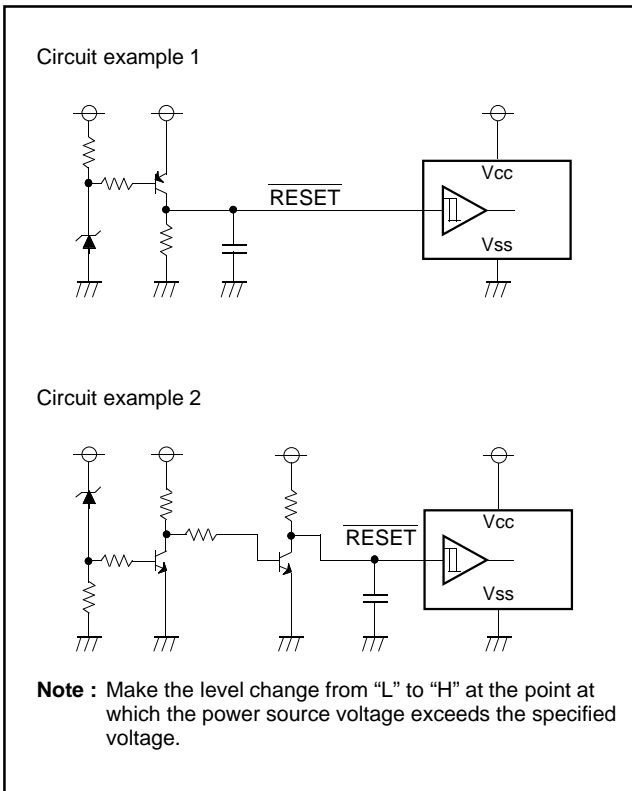 Circuit example 1
RESET
Vcc
Vss
Circuit example 2
RESET
Vcc
Vss
Note : Make the level change from “L” to “H” at the point at
which the power source voltage exceeds the specified
voltage.